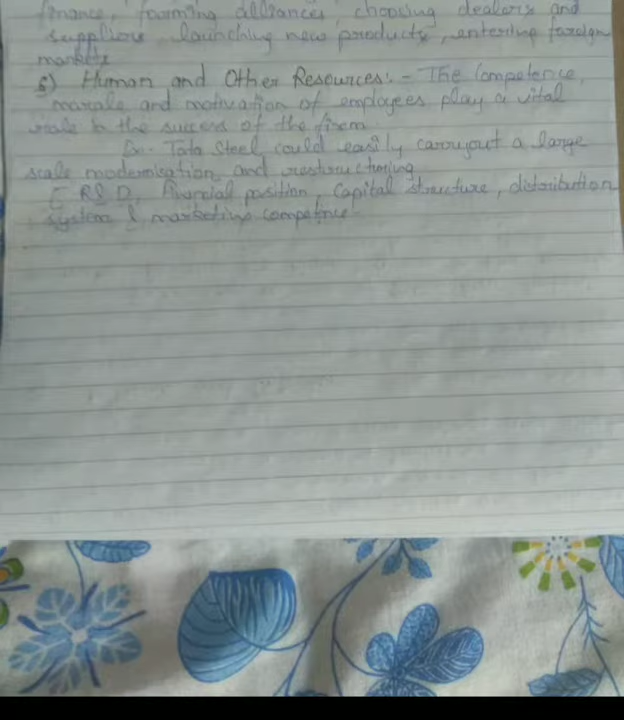 finance, forming alliances, choosing dealers and
suppliers launching new products, entering foreign
markets
5) Human and Other Resources: - The Competence,
morale and motivation of employees play a vital
role in the success of the firm
Ex:- Tata Steel could easily carryout a large
scale modernisation and restructuring
[ R & D, Financial position, Capital structure, distribution
system & marketing competence